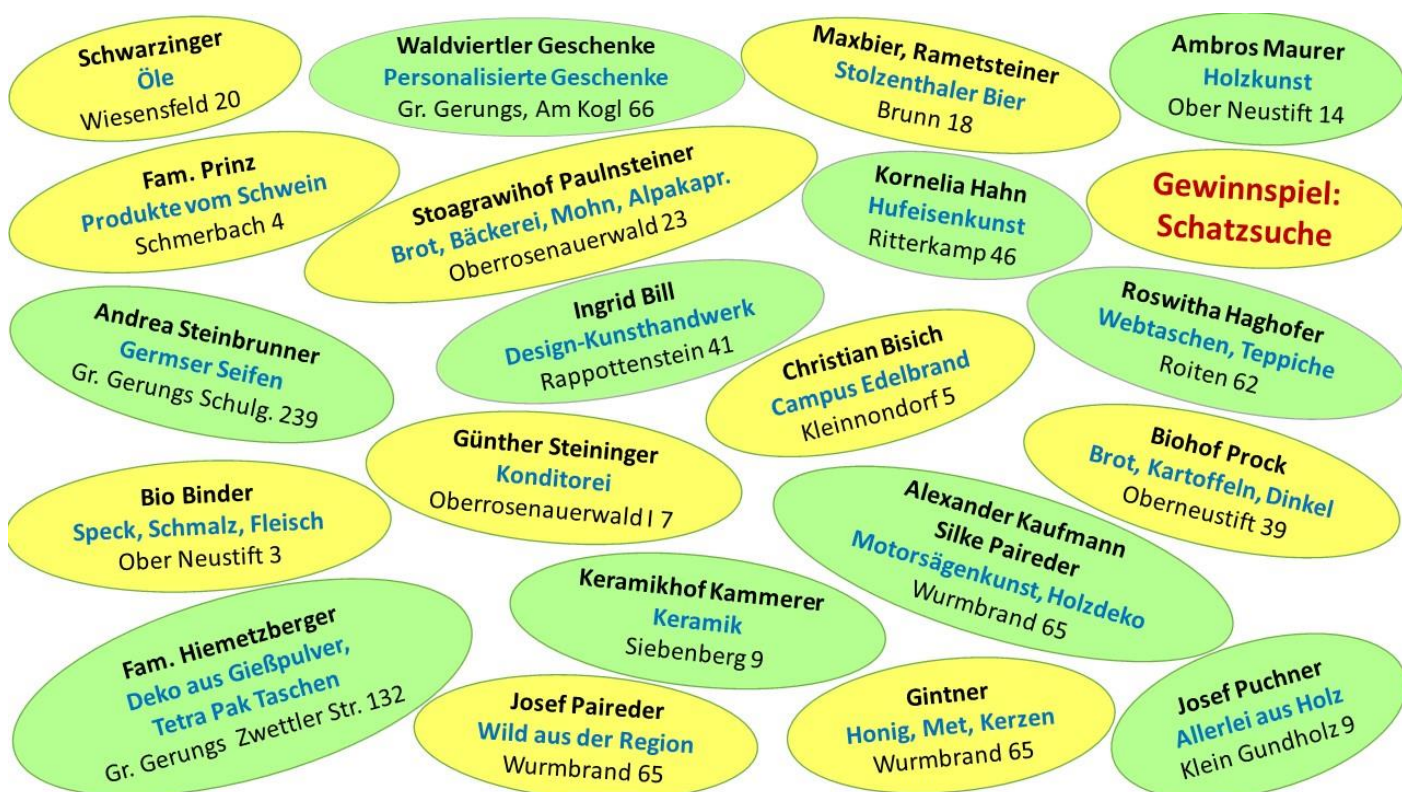 Schwarzinger
Öle
Wiesensfeld 20
Waldviertler Geschenke
Personalisierte Geschenke
Gr. Gerungs, Am Kogl 66
Maxbier, Rametsteiner
Stolzenthaler Bier
Brunn 18
Ambros Maurer
Holzkunst
Ober Neustift 14
Fam. Prinz
Produkte vom Schwein
Schmerbach 4
Stoagrawihof Paulnsteiner
Brot, Bäckerei, Mohn, Alpakapr.
Oberrosenauerwald 23
Kornelia Hahn
Hufeisenkunst
Ritterkamp 46
Gewinnspiel:
Schatzsuche
Andrea Steinbrunner
Germser Seifen
Gr. Gerungs Schulg. 239
Ingrid Bill
Design-Kunsthandwerk
Rappottenstein 41
Christian Bisich
Campus Edelbrand
Kleinnondorf 5
Roswitha Haghofer
Webtaschen, Teppiche
Roiten 62
Günther Steininger
Konditorei
Oberrosenauerwald I 7
Biohof Prock
Brot, Kartoffeln, Dinkel
Oberneustift 39
Bio Binder
Speck, Schmalz, Fleisch
Ober Neustift 3
Alexander Kaufmann
Silke Paireder
Motorsägenkunst, Holzdeko
Wurmbrand 65
Keramikhof Kammerer
Keramik
Siebenberg 9
Fam. Hiemetzberger
Deko aus Gießpulver,
Tetra Pak Taschen
Gr. Gerungs Zwettler Str. 132
Josef Paireder
Wild aus der Region
Wurmbrand 65
Gintner
Honig, Met, Kerzen
Wurmbrand 65
Josef Puchner
Allerlei aus Holz
Klein Gundholz 9